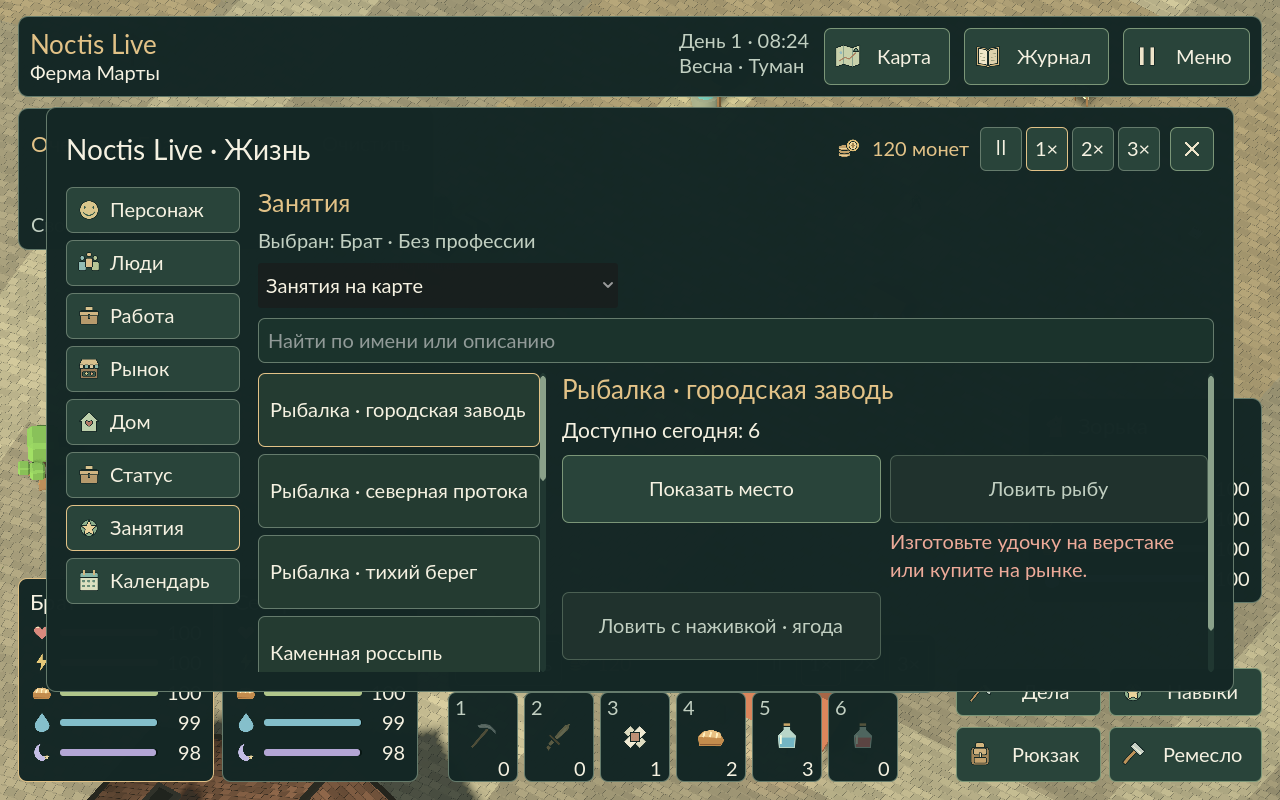 Noctis Live
Ферма Марты
День 1 · 08:24
Весна · Туман
Карта
Журнал
Меню
Noctis Live · Жизнь
120 монет
1×
2×
3×
Персонаж
Люди
Работа
Рынок
Дом
Статус
Занятия
Календарь
Занятия
Выбран: Брат · Без профессии
Занятия на карте
Найти по имени или описанию
Рыбалка · городская заводь
Рыбалка · северная протока
Рыбалка · тихий берег
Каменная россыпь
Рыбалка · городская заводь
Доступно сегодня: 6
Показать место
Ловить рыбу
Изготовьте удочку на верстаке
или купите на рынке.
Ловить с наживкой · ягода
100
99
98
100
99
98
1
0
2
0
3
1
4
2
5
3
6
0
Дела
Навыки
Рюкзак
Ремесло